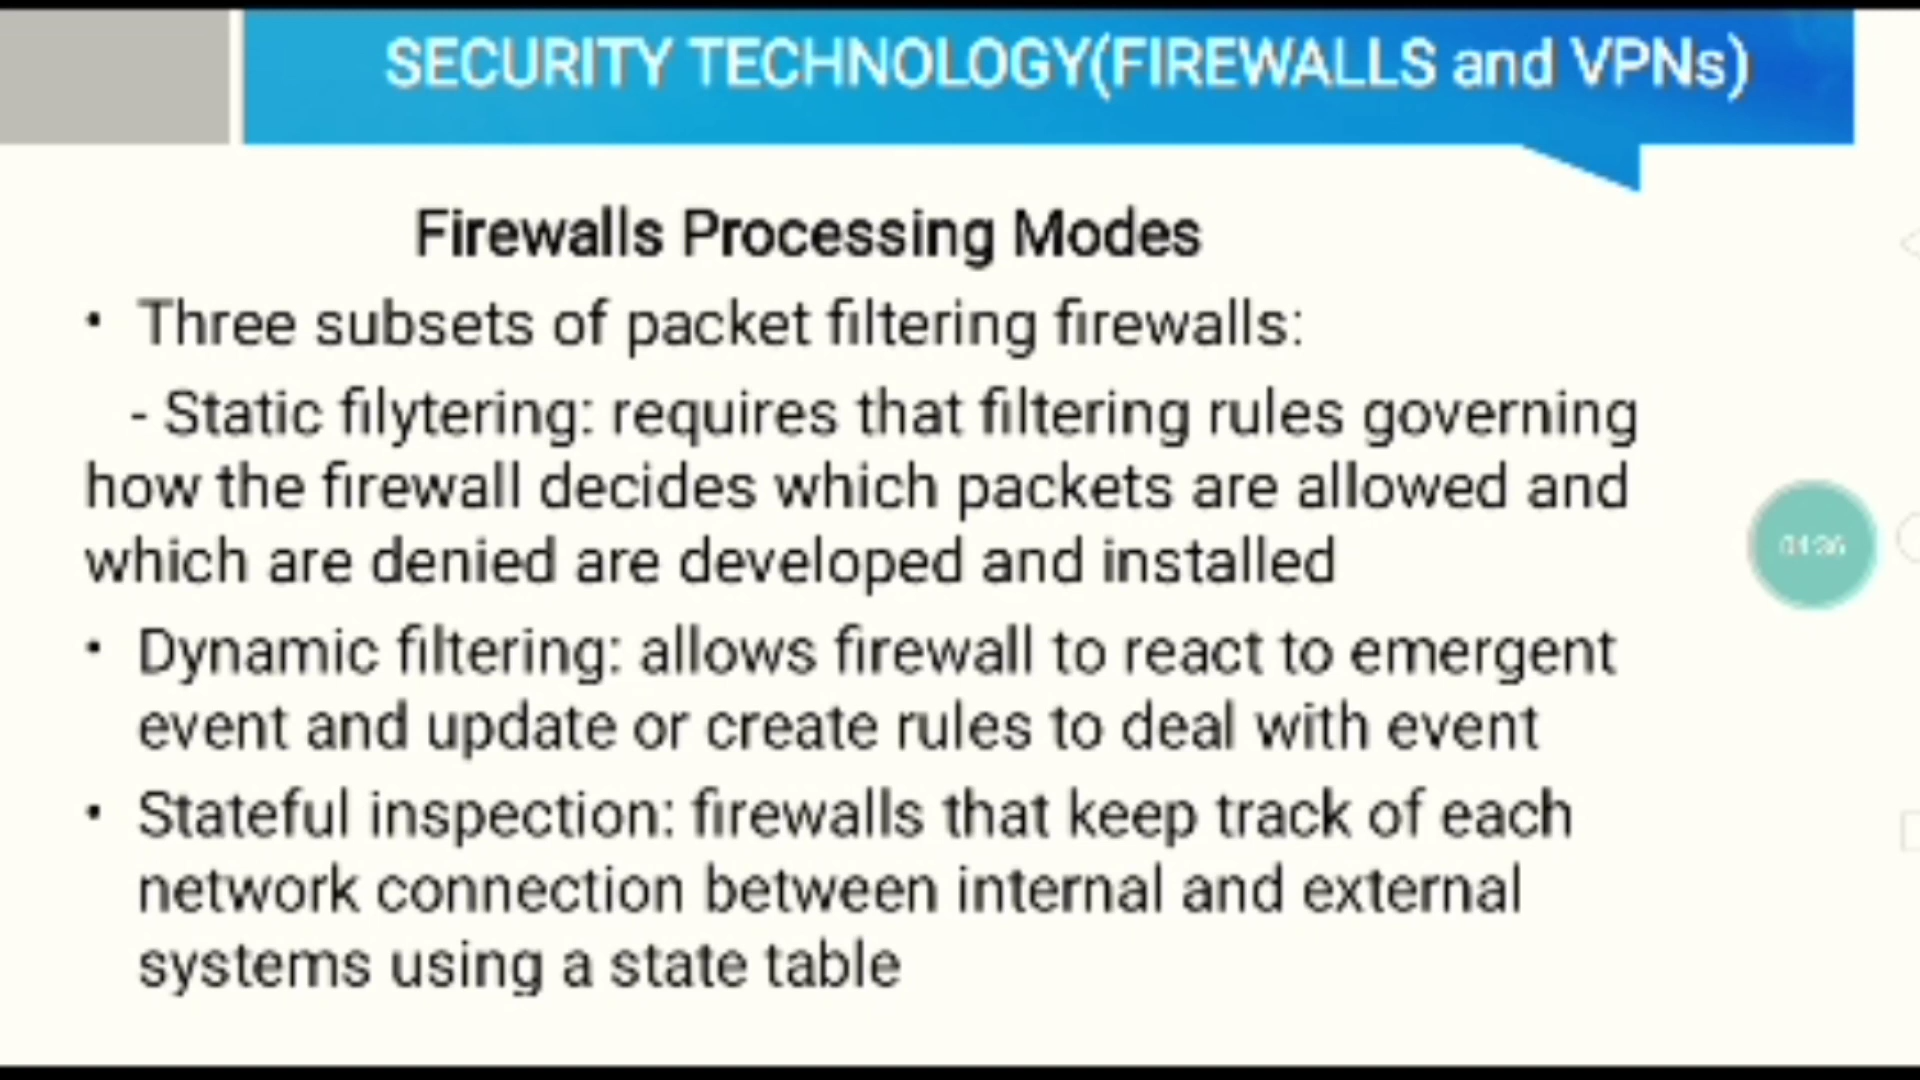 SECURITY TECHNOLOGY(FIREWALLS and VPNs)
Firewalls Processing Modes
• Three subsets of packet filtering firewalls:
- Static filytering: requires that filtering rules governing
how the firewall decides which packets are allowed and
which are denied are developed and installed
• Dynamic filtering: allows firewall to react to emergent
event and update or create rules to deal with event
• Stateful inspection: firewalls that keep track of each
network connection between internal and external
systems using a state table